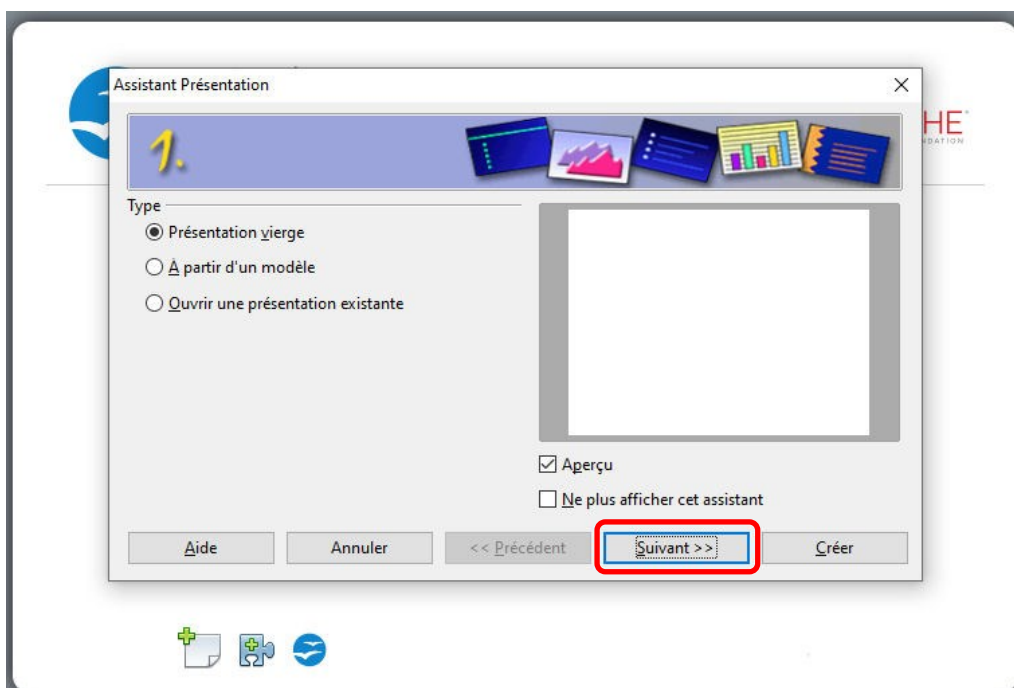 Assistant Présentation
HE
NDATION
1.
Type
Présentation vierge
À partir d'un modèle
Ouvrir une présentation existante
Aperçu
Ne plus afficher cet assistant
Aide
Annuler
<< Précédent
Suivant >>
Créer